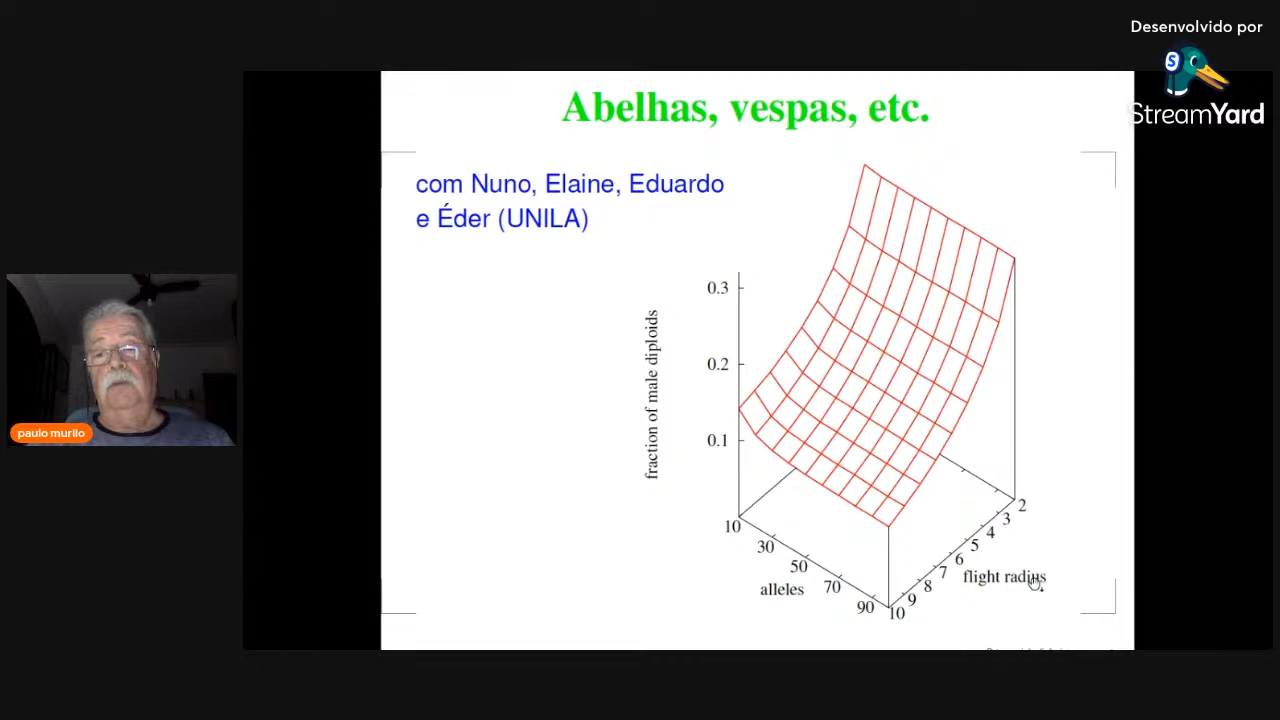 Desenvolvido por
StreamYard
Abelhas, vespas, etc.
com Nuno, Elaine, Eduardo
e Éder (UNILA)
0.3
0.2
0.1
fraction of male diploids
10
30
50
70
90
alleles
2
3
4
5
6
7
8
9
10
flight radius
paulo murilo